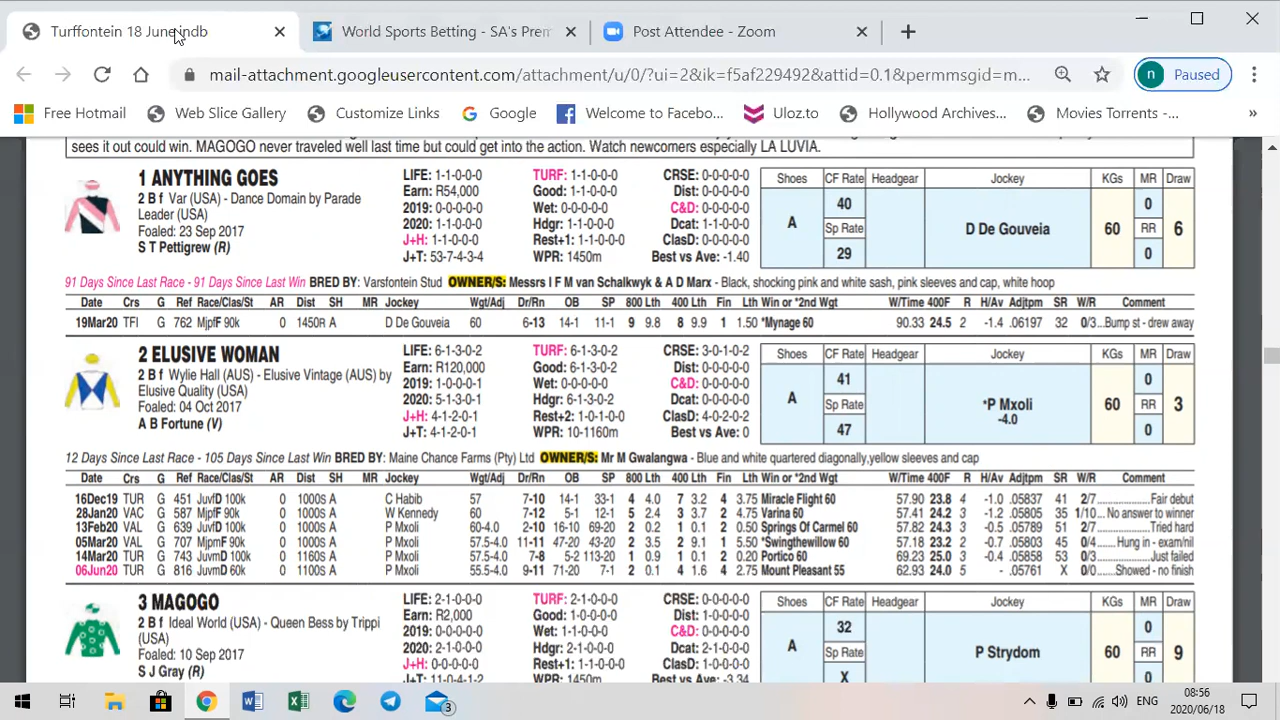 Turffontein 18 June.indb
World Sports Betting - SA's Prem
Post Attendee - Zoom
mail-attachment.googleusercontent.com/attachment/u/0/?ui=2&ik=f5af229492&attid=0.1&permmsgid=m...
n Paused
Free Hotmail Web Slice Gallery Customize Links Google Welcome to Facebo... Uloz.to Hollywood Archives... Movies Torrents -... »
sees it out could win. MAGOGO never traveled well last time but could get into the action. Watch newcomers especially LA LUVIA.
1 ANYTHING GOES
2 B f Var (USA) - Dance Domain by Parade
Leader (USA)
Foaled: 23 Sep 2017
S T Pettigrew (R)
LIFE: 1-1-0-0-0 TURF: 1-1-0-0-0 CRSE: 0-0-0-0-0
Earn: R54,000 Good: 1-1-0-0-0 Dist: 0-0-0-0-0
2019: 0-0-0-0-0 Wet: 0-0-0-0-0 C&D: 0-0-0-0-0
2020: 1-1-0-0-0 Hdgr: 1-1-0-0-0 Dcat: 1-1-0-0-0
J+H: 1-1-0-0-0 Rest+1: 1-1-0-0-0 ClasD: 0-0-0-0-0
J+T: 53-7-4-3-4 WPR: 1450m Best vs Ave: -1.40
Shoes CF Rate Headgear Jockey KGs MR Draw
A 40 Sp Rate 29 D De Gouveia 60 0 RR 0 6
91 Days Since Last Race - 91 Days Since Last Win BRED BY: Varsfontein Stud OWNER/S: Messrs I F M van Schalkwyk & A D Marx - Black, shocking pink and white sash, pink sleeves and cap, white hoop
Date Crs G Ref Race/Clas/St AR Dist SH MR Jockey Wgt/Adj Dr/Rn OB SP 800 Lth 400 Lth Fin Lth Win or *2nd Wgt W/Time 400F R H/Av Adjtpm SR W/R Comment
19Mar20 TFI G 762 MjpfF 90k 0 1450R A D De Gouveia 60 6-13 14-1 11-1 9 9.8 8 9.9 1 1.50 *Mynage 60 90.33 24.5 2 -1.4 .06197 32 0/3...Bump st - drew away
2 ELUSIVE WOMAN
2 B f Wylie Hall (AUS) - Elusive Vintage (AUS) by
Elusive Quality (USA)
Foaled: 04 Oct 2017
A B Fortune (V)
LIFE: 6-1-3-0-2 TURF: 6-1-3-0-2 CRSE: 3-0-1-0-2
Earn: R120,000 Good: 6-1-3-0-2 Dist: 0-0-0-0-0
2019: 1-0-0-0-1 Wet: 0-0-0-0-0 C&D: 0-0-0-0-0
2020: 5-1-3-0-1 Hdgr: 6-1-3-0-2 Dcat: 0-0-0-0-0
J+H: 4-1-2-0-1 Rest+2: 1-0-1-0-0 ClasD: 4-0-2-0-2
J+T: 4-1-2-0-1 WPR: 10-1160m Best vs Ave: 0
Shoes CF Rate Headgear Jockey KGs MR Draw
A 41 Sp Rate 47 *P Mxoli -4.0 60 0 RR 0 3
12 Days Since Last Race - 105 Days Since Last Win BRED BY: Maine Chance Farms (Pty) Ltd OWNER/S: Mr M Gwalangwa - Blue and white quartered diagonally,yellow sleeves and cap
Date Crs G Ref Race/Clas/St AR Dist SH MR Jockey Wgt/Adj Dr/Rn OB SP 800 Lth 400 Lth Fin Lth Win or *2nd Wgt W/Time 400F R H/Av Adjtpm SR W/R Comment
16Dec19 TUR G 451 JuvfD 100k 0 1000S A C Habib 57 7-10 14-1 33-1 4 4.0 7 3.2 4 3.75 Miracle Flight 60 57.90 23.8 4 -1.0 .05837 41 2/7...Fair debut
28Jan20 VAC G 587 MjpfF 90k 0 1000S A W Kennedy 60 7-12 5-1 12-1 5 2.4 3 3.7 2 4.75 Varina 60 57.41 24.2 3 -1.2 .05805 35 1/10...No answer to winner
13Feb20 VAL G 639 JuvfD 100k 0 1000S A P Mxoli 60-4.0 2-10 16-10 69-20 2 0.2 1 0.1 2 0.50 Springs Of Carmel 60 57.82 24.3 3 -0.5 .05789 51 2/7...Tried hard
05Mar20 VAL G 707 MjpmF 90k 0 1000S A P Mxoli 57.5-4.0 11-11 47-20 43-20 2 3.5 2 9.1 1 5.50 *Swingthewillow 60 57.18 23.2 7 -0.8 .05703 45 0/4...Hung in - exam/nil
14Mar20 TUR G 743 JuvmD 100k 0 1160S A P Mxoli 57.5-4.0 7-8 5-2 113-20 1 0.9 1 0.1 2 0.20 Portico 60 69.23 25.0 3 -0.4 .05858 53 3/3...Just failed
06Jun20 TUR G 816 JuvmD 60k 0 1100S A P Mxoli 55.5-4.0 9-11 71-20 7-1 2 0.1 4 1.6 4 2.75 Mount Pleasant 55 62.93 24.0 5 - .05761 X 0/0...Showed - no finish
3 MAGOGO
2 B f Ideal World (USA) - Queen Bess by Trippi
(USA)
Foaled: 10 Sep 2017
S J Gray (R)
LIFE: 2-1-0-0-0 TURF: 2-1-0-0-0 CRSE: 0-0-0-0-0
Earn: R2,000 Good: 1-0-0-0-0 Dist: 1-0-0-0-0
2019: 0-0-0-0-0 Wet: 1-1-0-0-0 C&D: 0-0-0-0-0
2020: 2-1-0-0-0 Hdgr: 2-1-0-0-0 Dcat: 2-1-0-0-0
J+H: 0-0-0-0-0 Rest+1: 1-1-0-0-0 ClasD: 1-0-0-0-0
J+T: 11-0-4-1-2 WPR: 1450m Best vs Ave: -3.34
Shoes CF Rate Headgear Jockey KGs MR Draw
A 32 Sp Rate X P Strydom 60 0 RR 0 9
3
ENG
08:56
2020/06/18